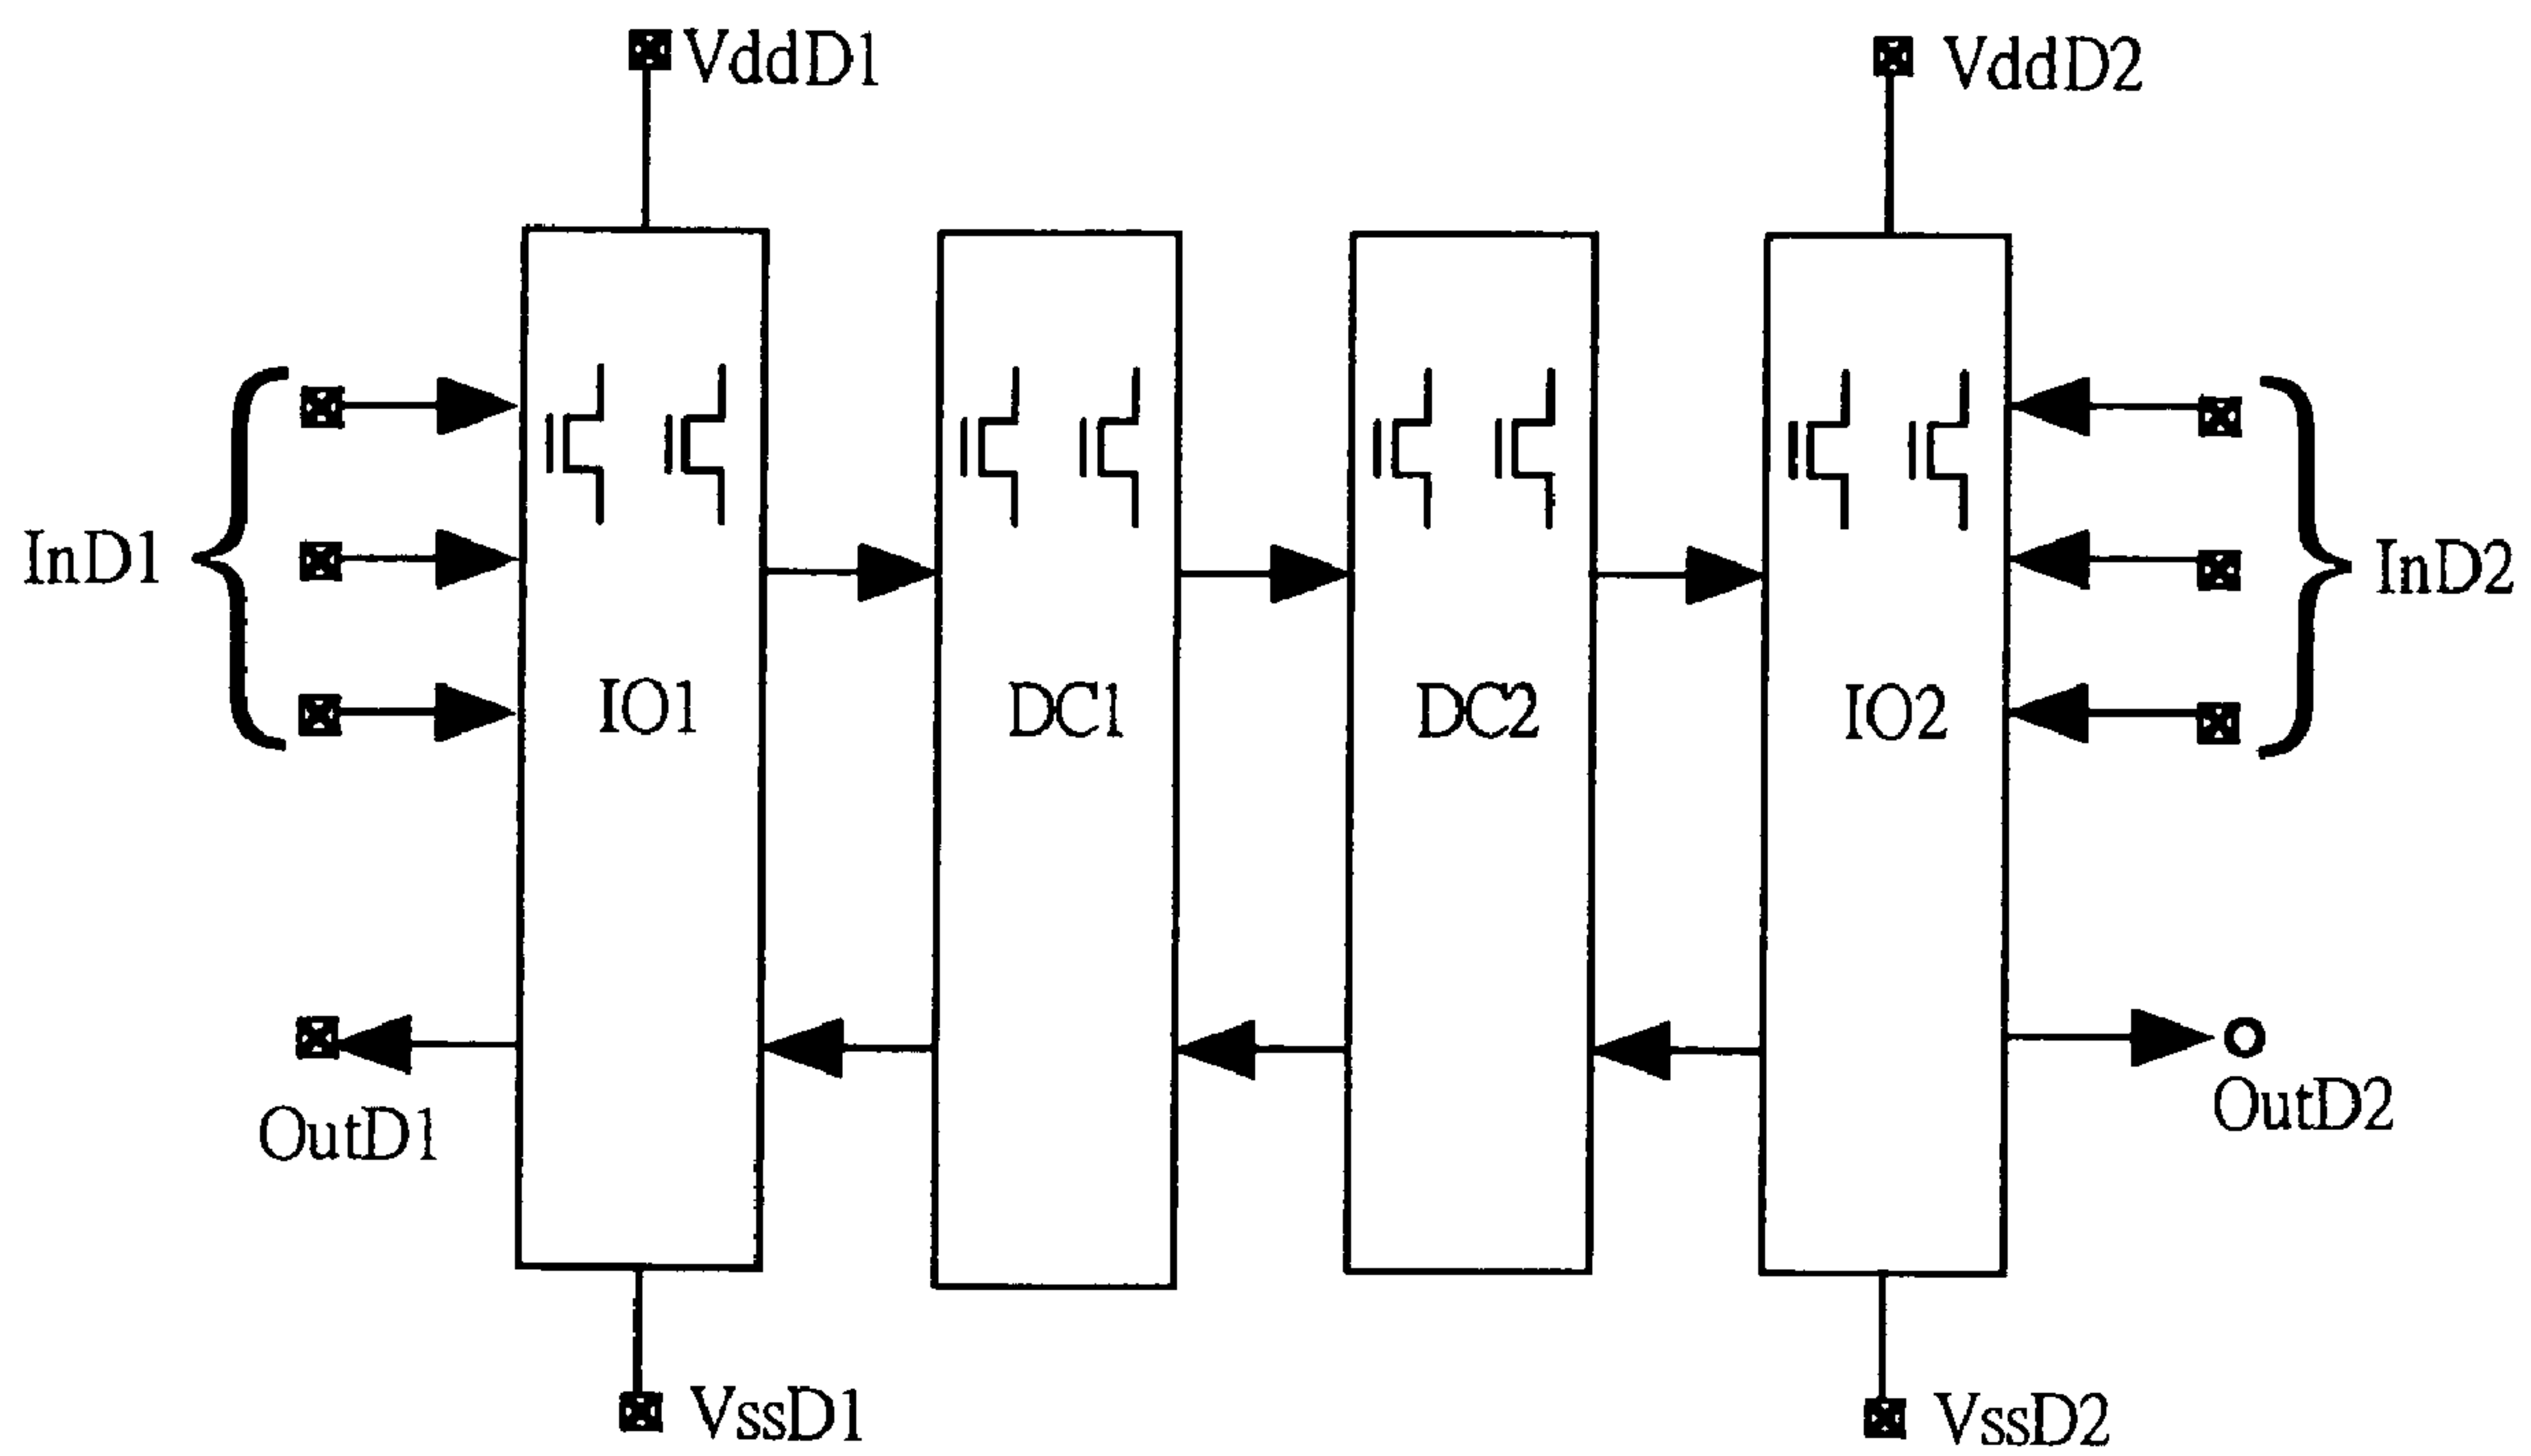 VddD1
VddD2
InD1
InD2
IO1
DC1
DC2
IO2
OutD1
OutD2
VssD1
VssD2